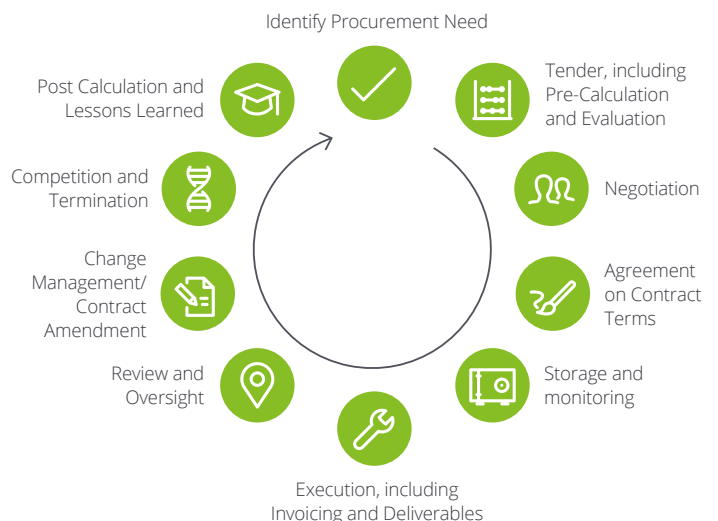 Identify Procurement Need
Tender, including
Pre-Calculation
and Evaluation
Negotiation
Agreement
on Contract
Terms
Storage and
monitoring
Execution, including
Invoicing and Deliverables
Review and
Oversight
Change
Management/
Contract
Amendment
Competition and
Termination
Post Calculation and
Lessons Learned